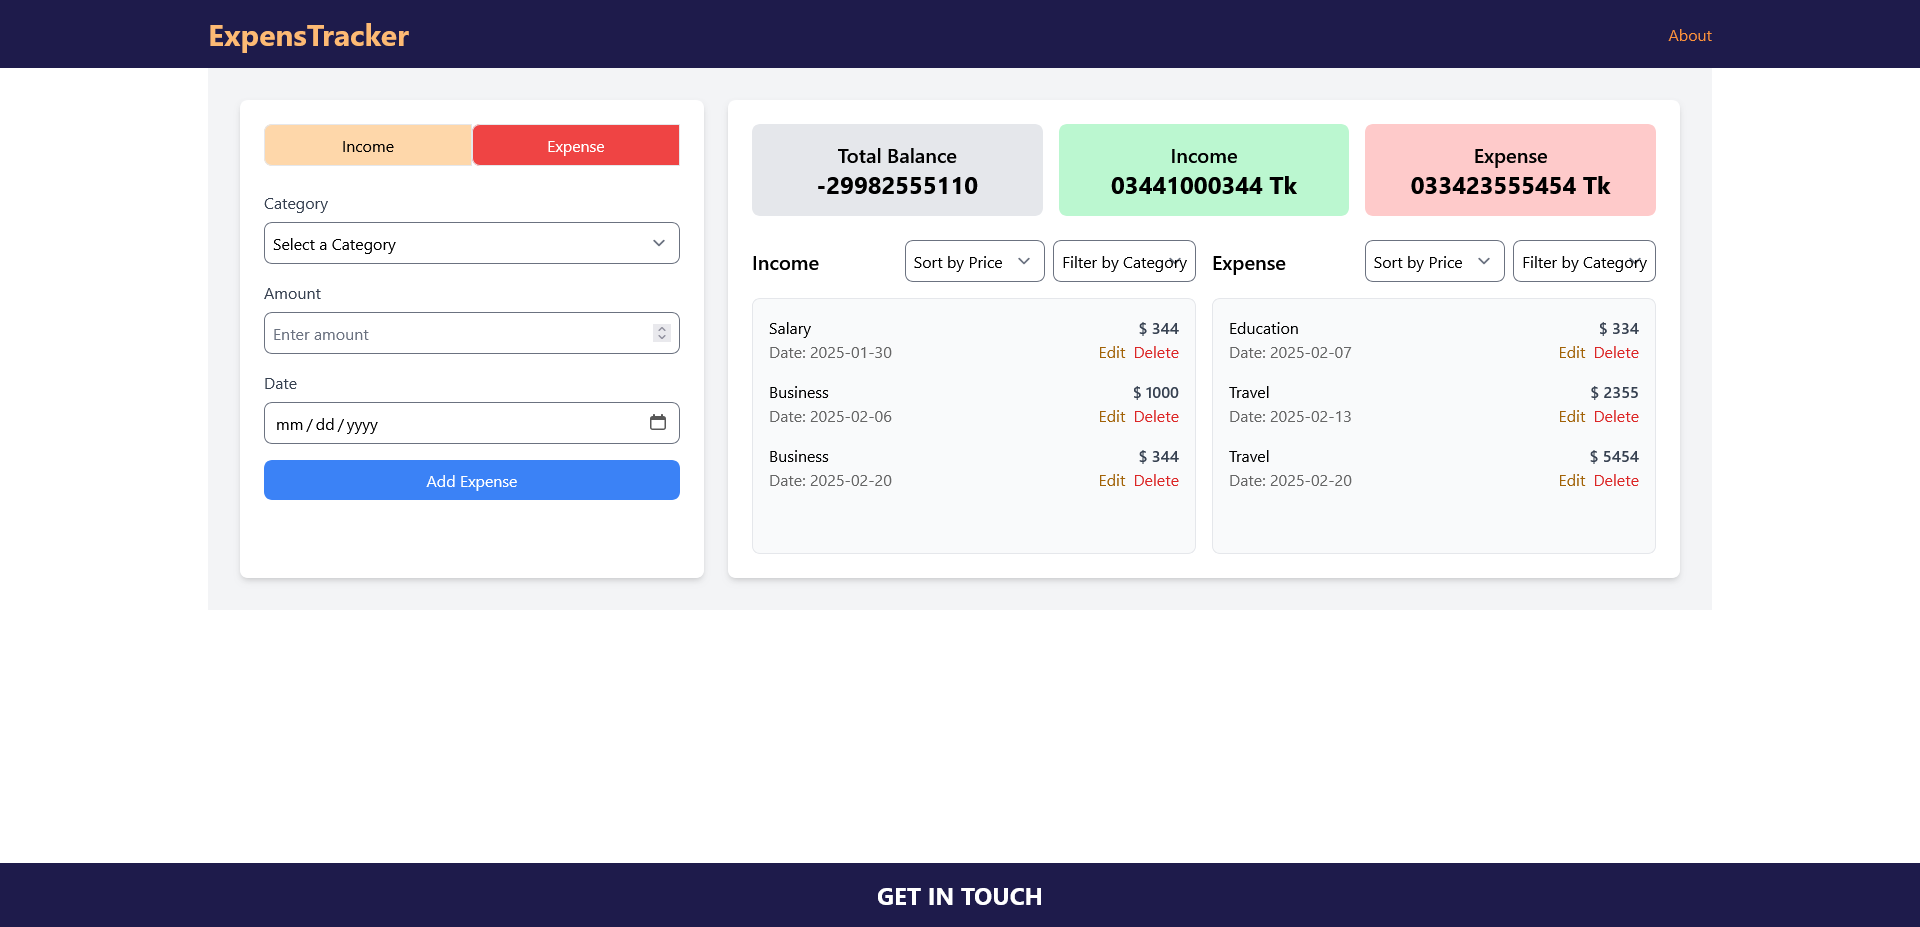 ExpensTracker
About
Income
Expense
Category
Select a Category
Amount
Enter amount
Date
mm/dd/yyyy
Add Expense
Total Balance
-29982555110
Income
03441000344 Tk
Expense
033423555454 Tk
Income
Sort by Price
Filter by Category
Salary
$ 344
Date: 2025-01-30
Edit Delete
Business
$ 1000
Date: 2025-02-06
Edit Delete
Business
$ 344
Date: 2025-02-20
Edit Delete
Expense
Sort by Price
Filter by Category
Education
$ 334
Date: 2025-02-07
Edit Delete
Travel
$ 2355
Date: 2025-02-13
Edit Delete
Travel
$ 5454
Date: 2025-02-20
Edit Delete
GET IN TOUCH